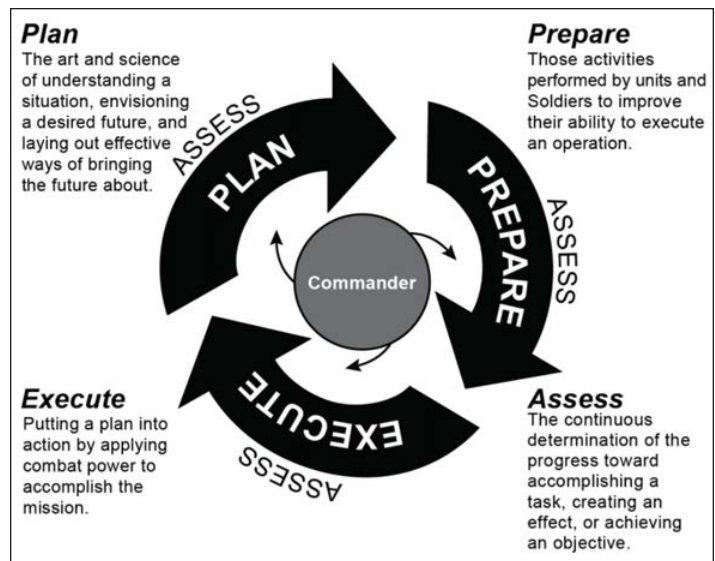 Plan
The art and science
of understanding a
situation, envisioning
a desired future, and
laying out effective
ways of bringing
the future about.
Prepare
Those activities
performed by units and
Soldiers to improve
their ability to execute
an operation.
ASSESS
PLAN
PREPARE
ASSESS
Commander
EXECUTE
ASSESS
Execute
Putting a plan into
action by applying
combat power to
accomplish the
mission.
Assess
The continuous
determination of the
progress toward
accomplishing a
task, creating an
effect, or achieving
an objective.